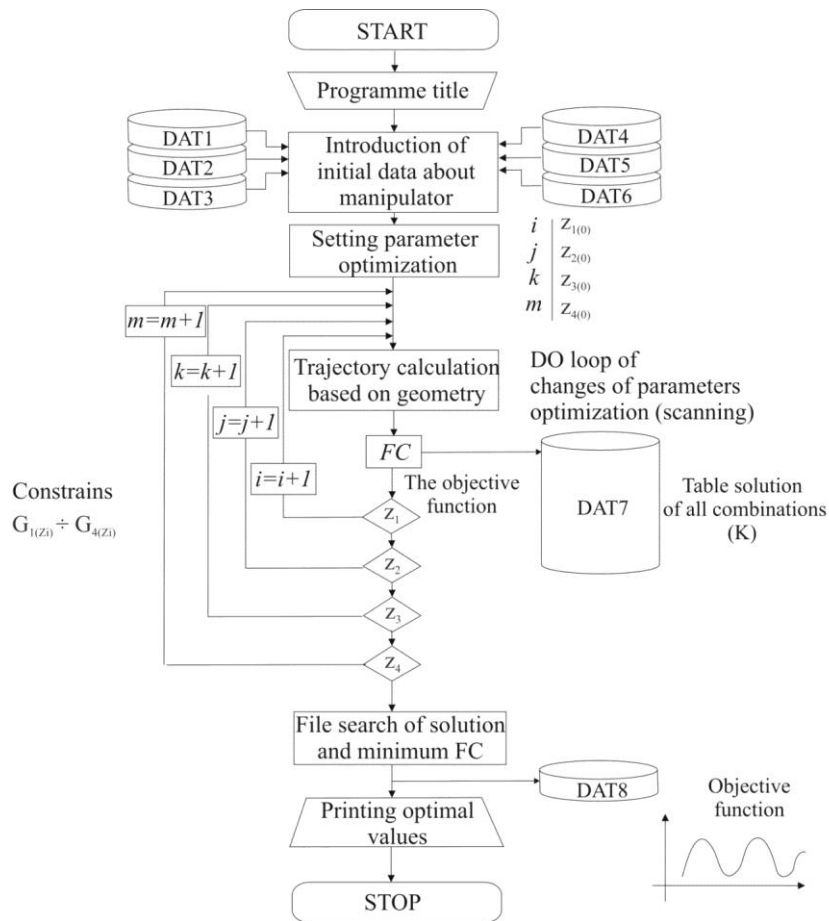 START
Programme title
DAT1
DAT2
DAT3
Introduction of
initial data about
manipulator
DAT4
DAT5
DAT6
Setting parameter
optimization
i Z1(0)
j Z2(0)
k Z3(0)
m Z4(0)
m=m+1
k=k+1
j=j+1
i=i+1
Trajectory calculation
based on geometry
DO loop of
changes of parameters
optimization (scanning)
FC
The objective
function
DAT7
Table solution
of all combinations
(K)
Constrains
G1(Zi) ÷ G4(Zi)
Z1
Z2
Z3
Z4
File search of solution
and minimum FC
DAT8
Printing optimal
values
Objective
function
STOP